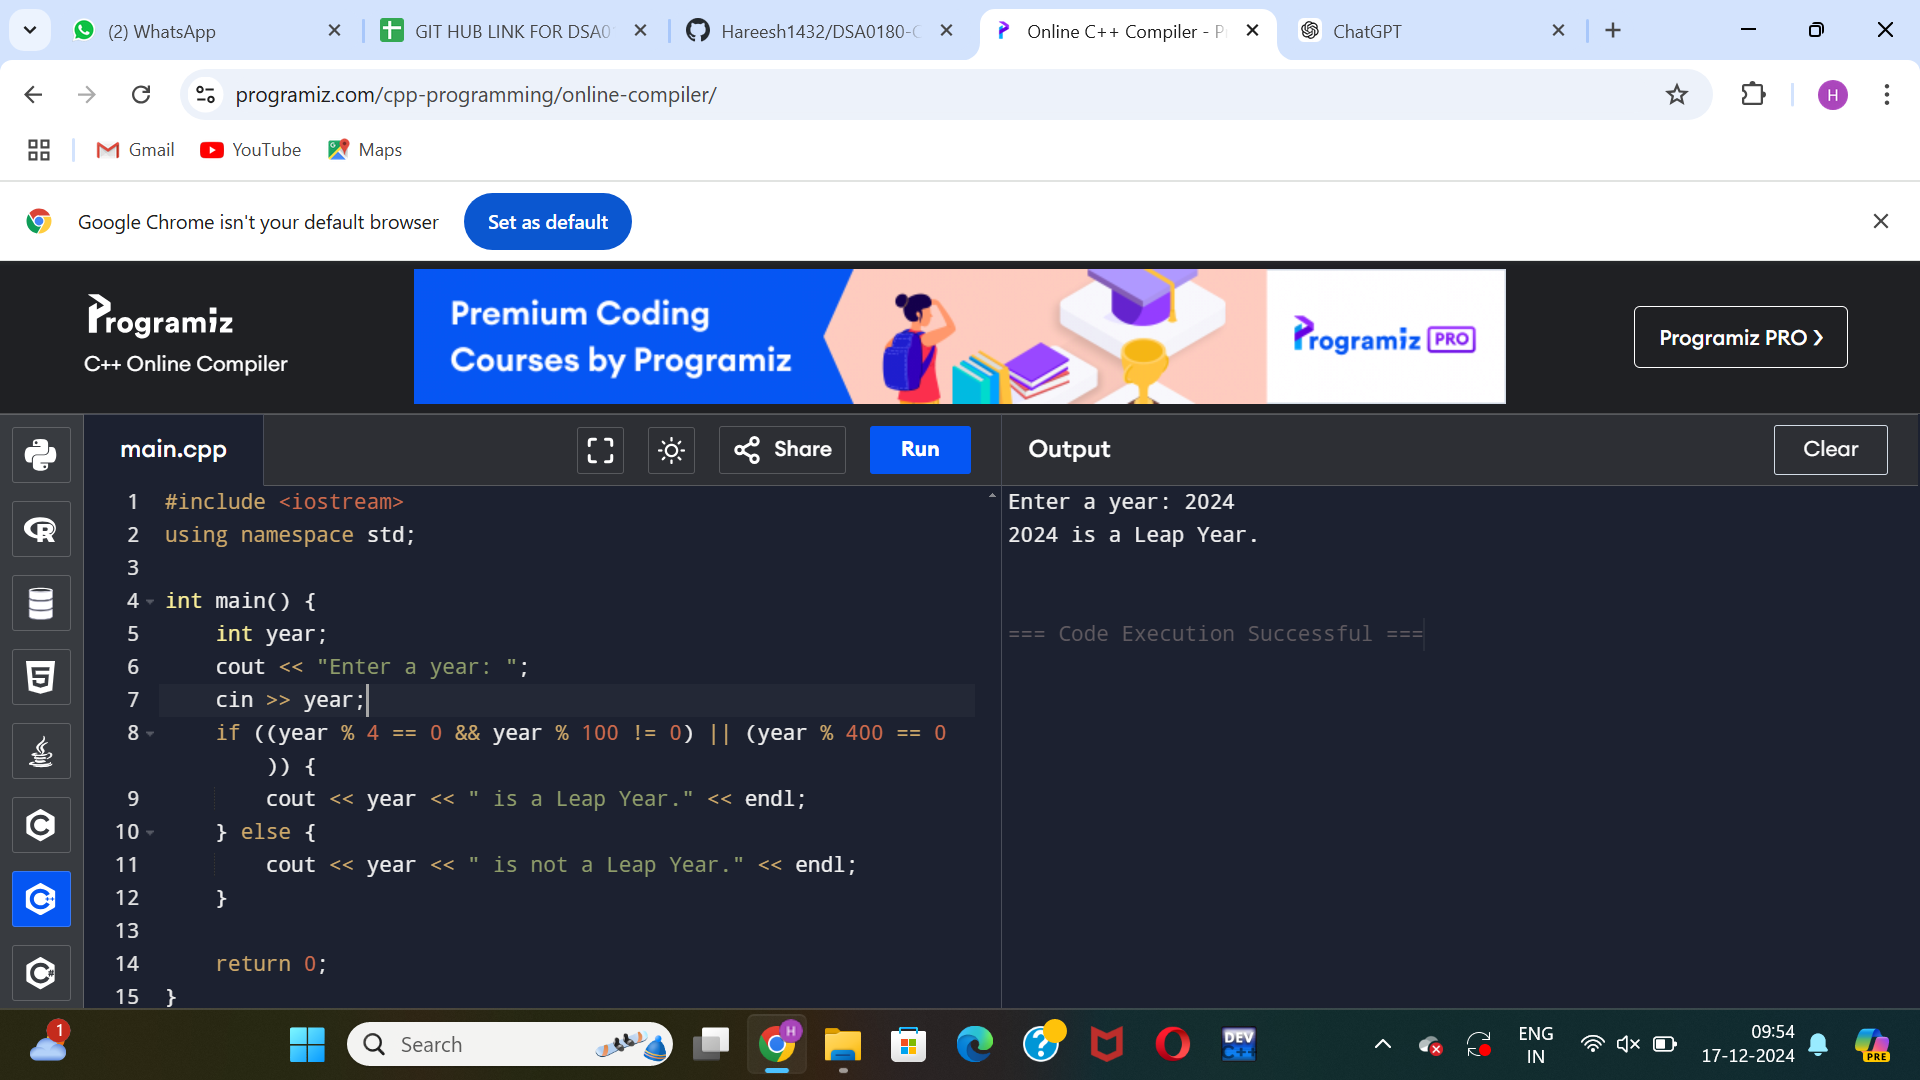 (2) WhatsApp
GIT HUB LINK FOR DSA0
Hareesh1432/DSA0180-C
Online C++ Compiler - P
ChatGPT
programiz.com/cpp-programming/online-compiler/
H
Gmail
YouTube
Maps
Google Chrome isn't your default browser
Set as default
Programiz
C++ Online Compiler
Premium Coding
Courses by Programiz
Programiz PRO
Programiz PRO ❯
main.cpp
Share
Run
Output
Clear
1 #include <iostream>
2 using namespace std;
3
4 int main() {
5 int year;
6 cout << "Enter a year: ";
7 cin >> year;
8 if ((year % 4 == 0 && year % 100 != 0) || (year % 400 == 0
)) {
9 cout << year << " is a Leap Year." << endl;
10 } else {
11 cout << year << " is not a Leap Year." << endl;
12 }
13
14 return 0;
15 }
Enter a year: 2024
2024 is a Leap Year.
=== Code Execution Successful ===
1
Search
H
DEV
C++
ENG
IN
09:54
17-12-2024
PRE